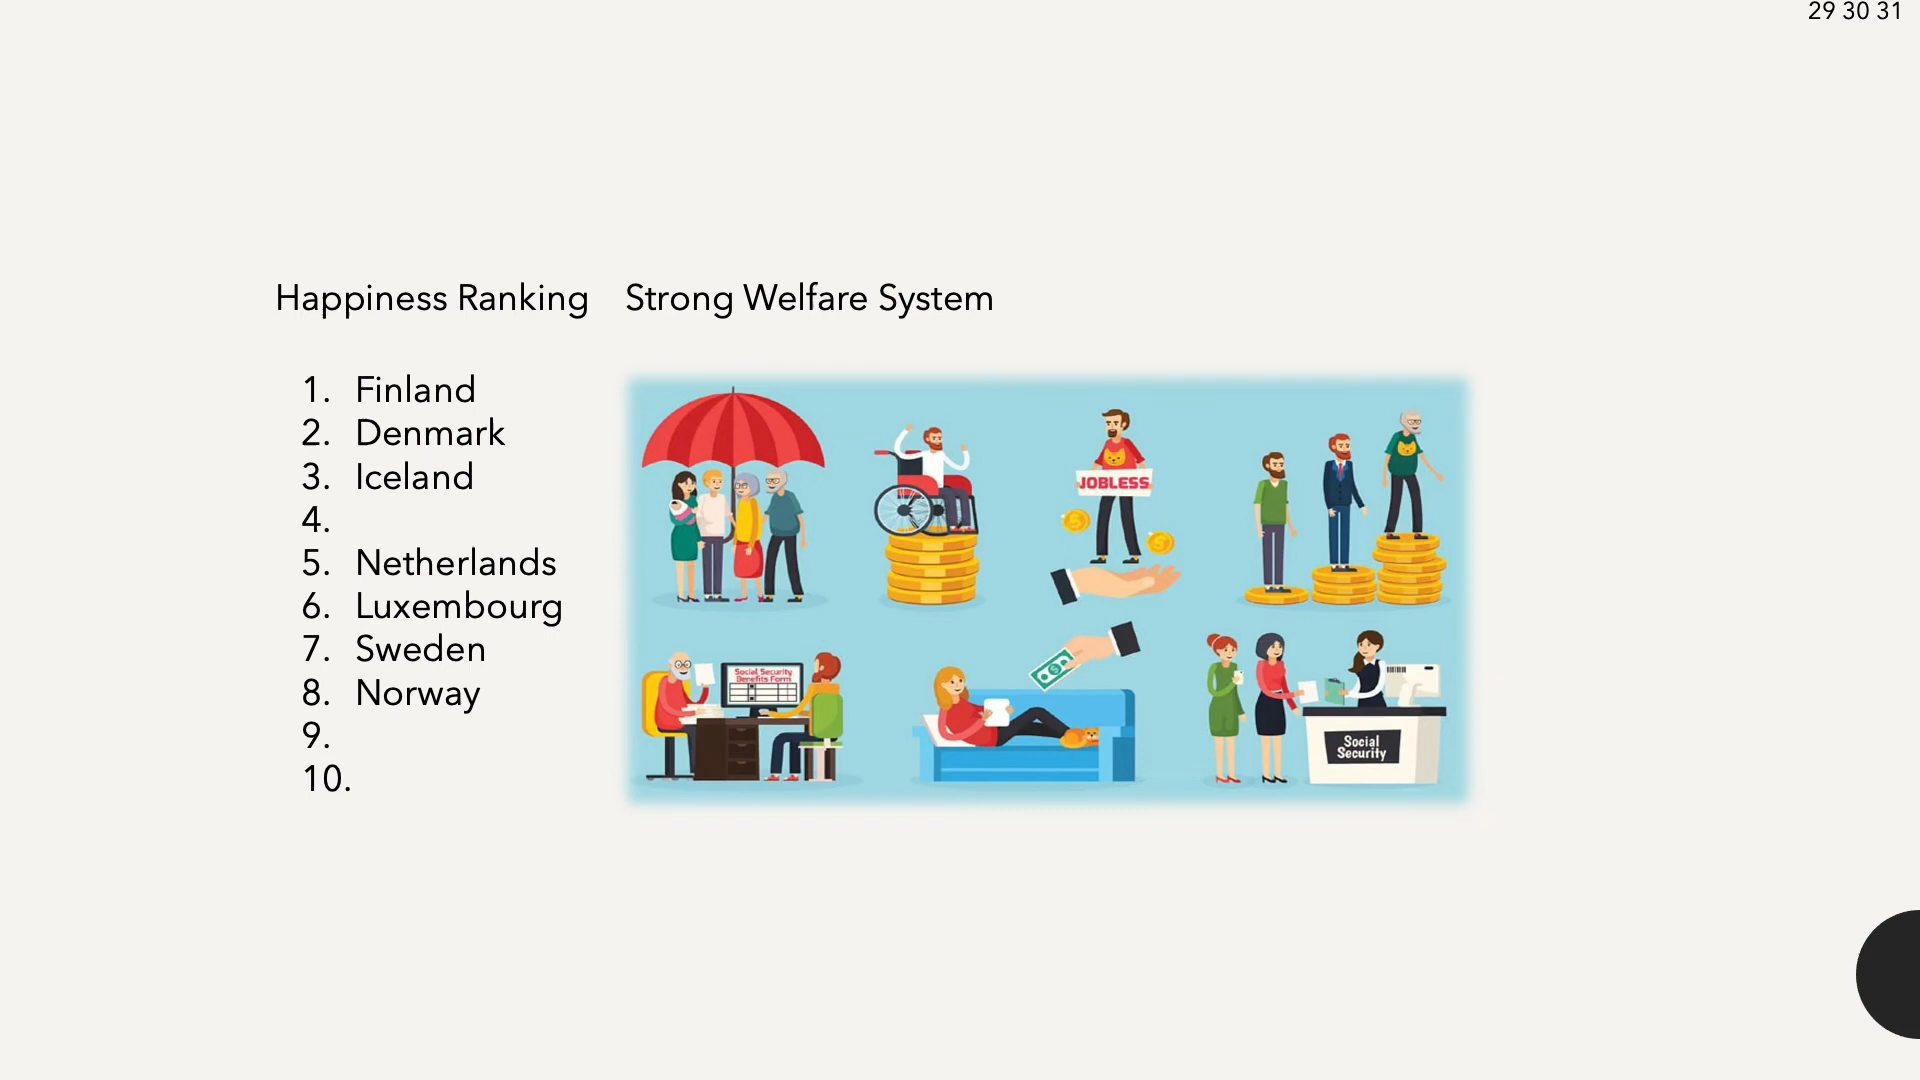 29 30 31
Happiness Ranking
Strong Welfare System
1. Finland
2. Denmark
3. Iceland
4.
5. Netherlands
6. Luxembourg
7. Sweden
8. Norway
9.
10.
JOBLESS
Social Security
Benefits Form
Social
Security